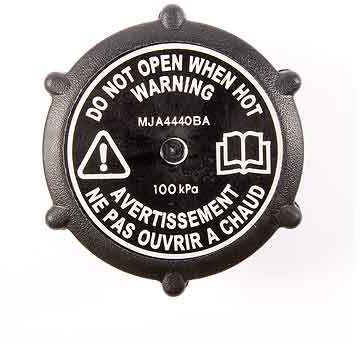 DO NOT OPEN WHEN HOT
WARNING
MJA4440BA
100 kPa
AVERTISSEMENT
NE PAS OUVRIR A CHAUD